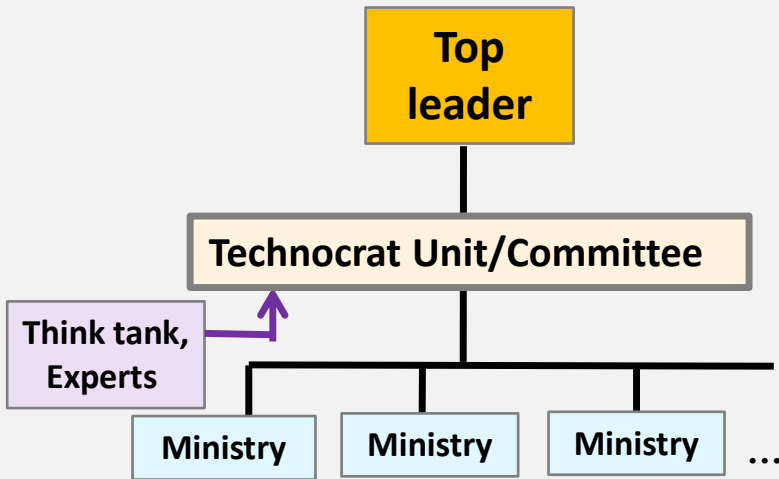 Top
leader
Technocrat Unit/Committee
Think tank,
Experts
Ministry
Ministry
Ministry
...